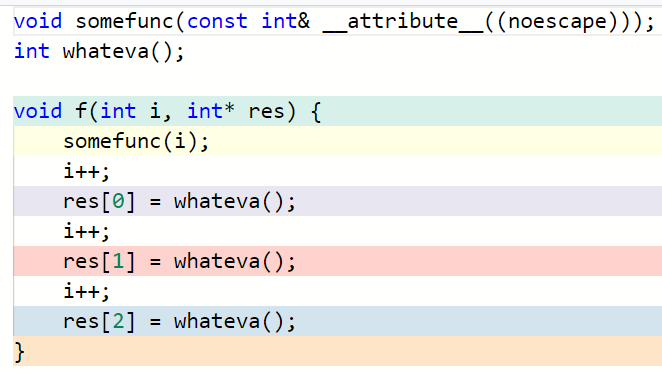 void somefunc(const int& __attribute__((noescape)));
int whateva();

void f(int i, int* res) {
    somefunc(i);
    i++;
    res[0] = whateva();
    i++;
    res[1] = whateva();
    i++;
    res[2] = whateva();
}